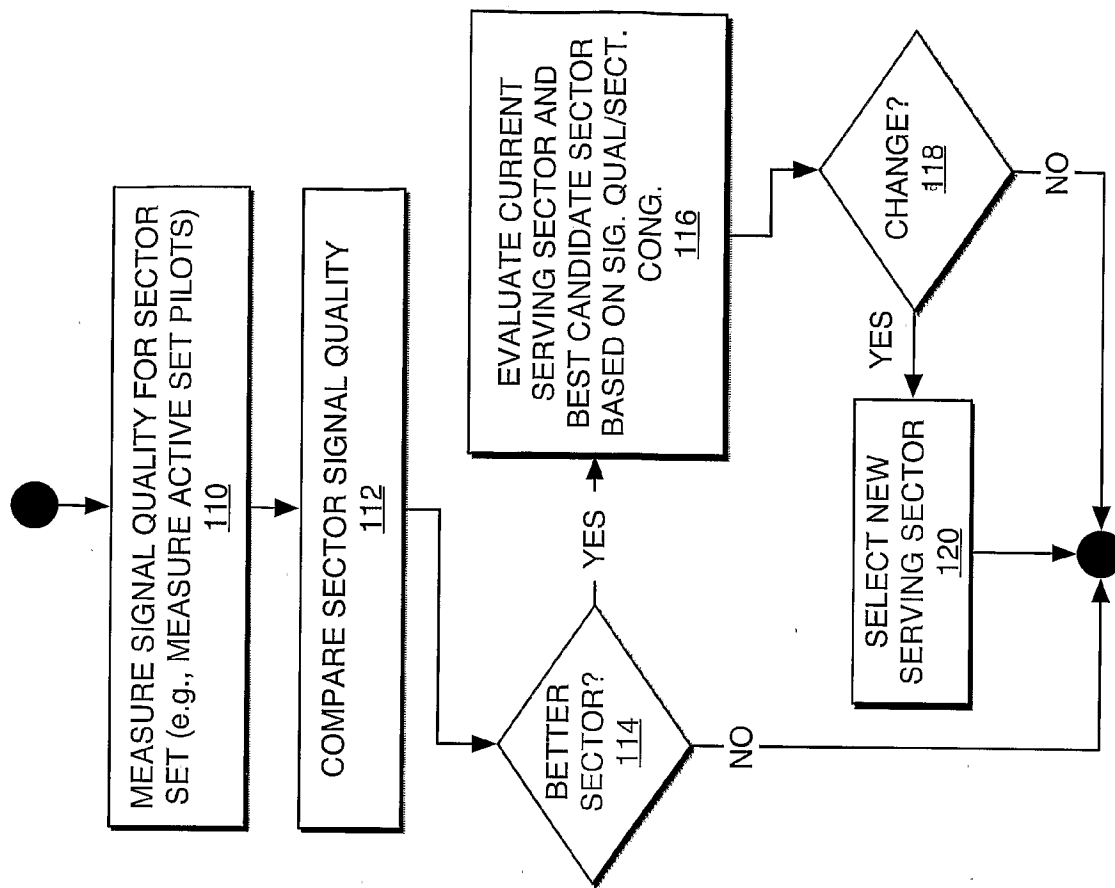 MEASURE SIGNAL QUALITY FOR SECTOR
SET (e.g., MEASURE ACTIVE SET PILOTS)
110
COMPARE SECTOR SIGNAL QUALITY
112
BETTER
SECTOR?
114
YES
NO
EVALUATE CURRENT
SERVING SECTOR AND
BEST CANDIDATE SECTOR
BASED ON SIG. QUAL/SECT.
CONG.
116
CHANGE?
118
YES
NO
SELECT NEW
SERVING SECTOR
120